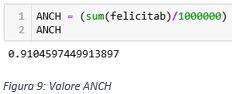 1 ANCH = (sum(felicitab)/1000000)
2 ANCH
0.9104597449913897
Figura 9: Valore ANCH